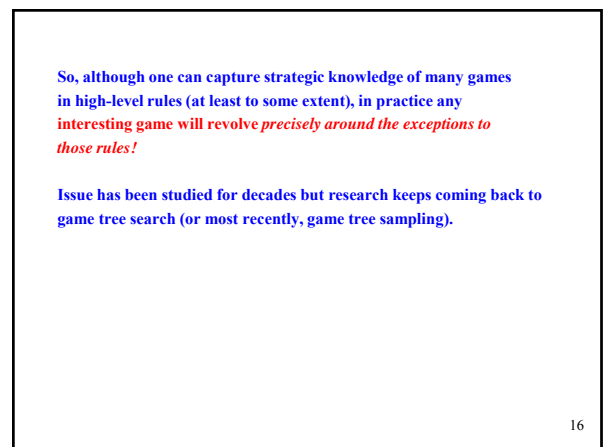 So, although one can capture strategic knowledge of many games
in high-level rules (at least to some extent), in practice any
interesting game will revolve precisely around the exceptions to
those rules!
Issue has been studied for decades but research keeps coming back to
game tree search (or most recently, game tree sampling).
16